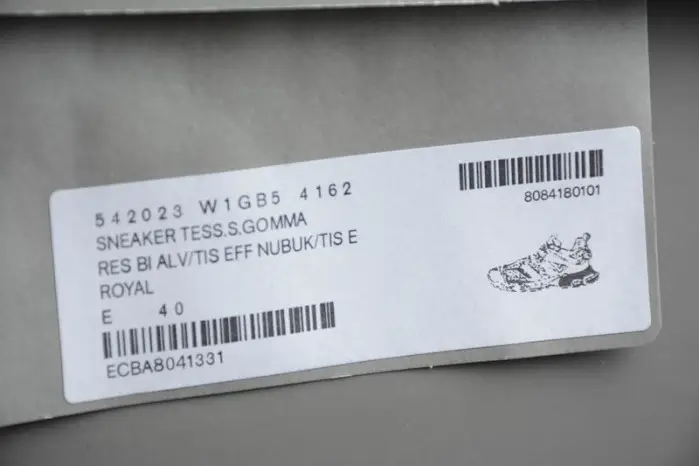 542023 W1GB5 4162
SNEAKER TESS.S.GOMMA
RES BI ALV/TIS EFF NUBUK/TIS E
ROYAL
E 40
ECBA8041331
8084180101